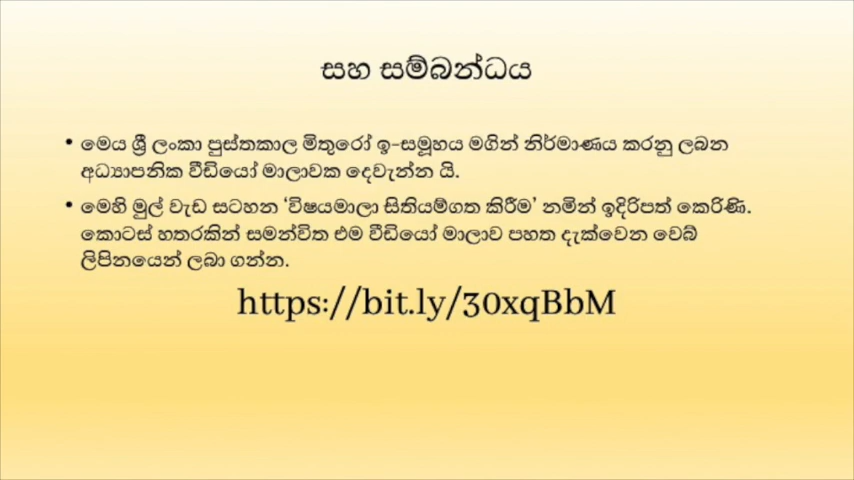 සහ සම්බන්ධය
• මෙය ශ්‍රී ලංකා පුස්තකාල මිතුරෝ ඉ-සමූහය මගින් නිර්මාණය කරනු ලබන
අධ්‍යාපනික වීඩියෝ මාලාවක දෙවැන්න යි.
• මෙහි මුල් වැඩ සටහන ‘විෂයමාලා සිතියම්ගත කිරීම’ නමින් ඉදිරිපත් කෙරිණි.
කොටස් හතරකින් සමන්විත එම වීඩියෝ මාලාව පහත දැක්වෙන වෙබ්
ලිපිනයෙන් ලබා ගන්න.
https://bit.ly/30xqBbM